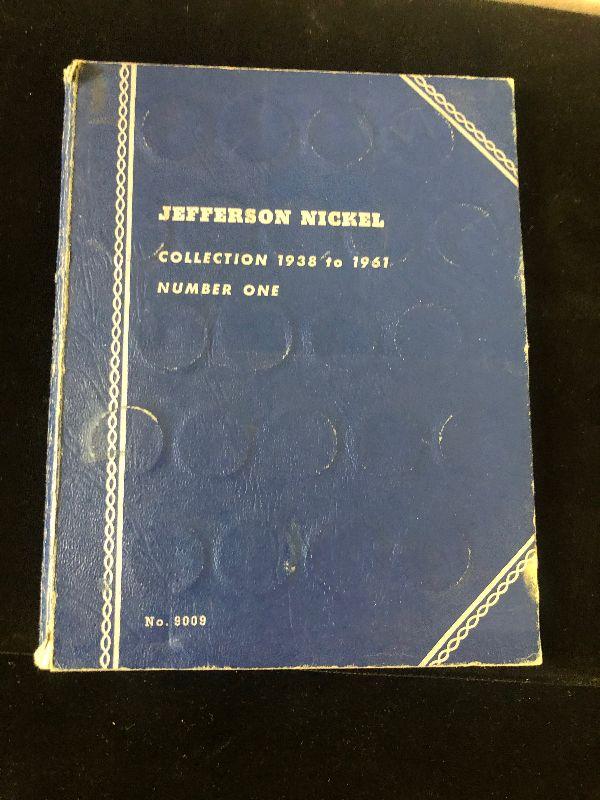 JEFFERSON NICKEL
COLLECTION 1938 to 1961
NUMBER ONE
No. 9009